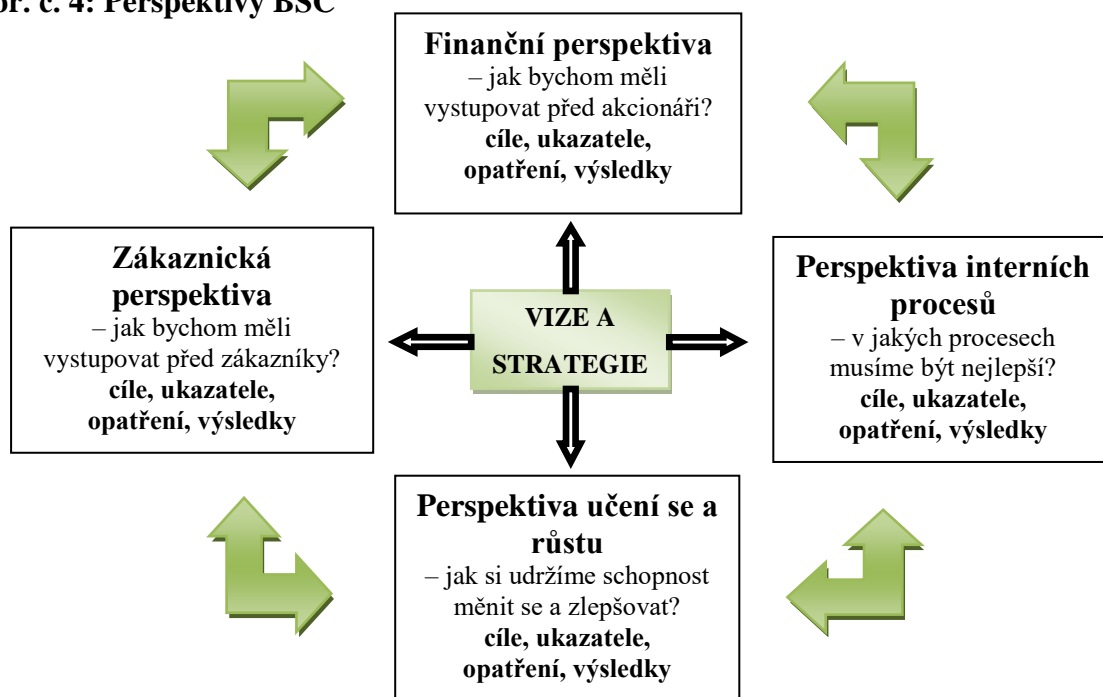 č. 4: Perspektivy BSC
Finanční perspektiva
– jak bychom měli
vystupovat před akcionáři?
cíle, ukazatele,
opatření, výsledky
Zákaznická
perspektiva
– jak bychom měli
vystupovat před zákazníky?
cíle, ukazatele,
opatření, výsledky
VIZE A
STRATEGIE
Perspektiva interních
procesů
– v jakých procesech
musíme být nejlepší?
cíle, ukazatele,
opatření, výsledky
Perspektiva učení se a
růstu
– jak si udržíme schopnost
měnit se a zlepšovat?
cíle, ukazatele,
opatření, výsledky